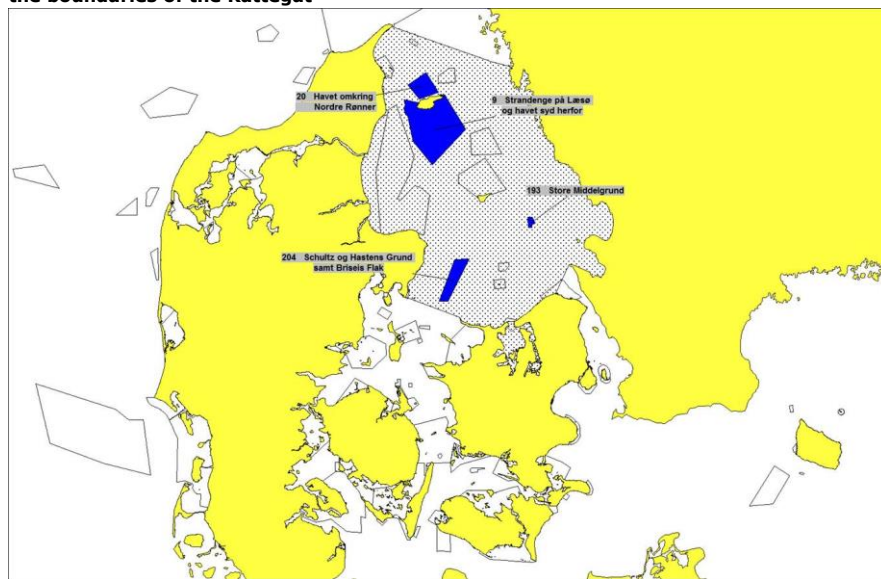 the boundaries of the Kattegat
20 Havet omkring
Nordre Rønner
9 Strandenge på Læsø
og havet syd herfor
193 Store Middelgrund
204 Schultz og Hastens Grund
samt Briseis Flak